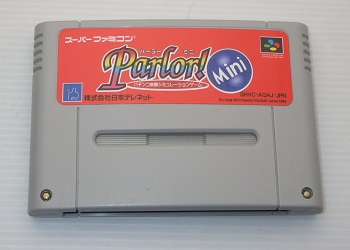 スーパーファミコン
パーラー! ミニ
Parlor! Mini
パチンコ実機シミュレーションゲーム
株式会社日本テレネット
SHVC-AQAJ-JPN